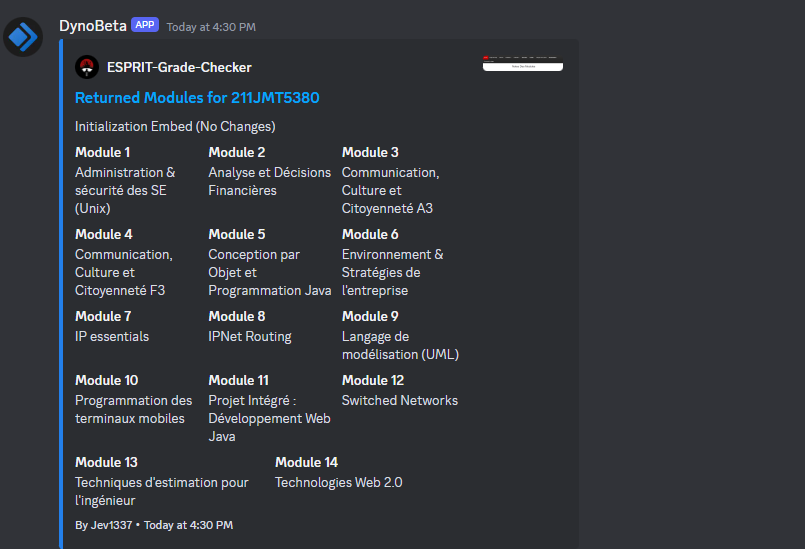 DynoBeta APP Today at 4:30 PM
ESPRIT-Grade-Checker
Returned Modules for 211JMT5380
Initialization Embed (No Changes)
Module 1
Administration &
sécurité des SE
(Unix)
Module 2
Analyse et Décisions
Financières
Module 3
Communication,
Culture et
Citoyenneté A3
Module 4
Communication,
Culture et
Citoyenneté F3
Module 5
Conception par
Objet et
Programmation Java
Module 6
Environnement &
Stratégies de
l'entreprise
Module 7
IP essentials
Module 8
IPNet Routing
Module 9
Langage de
modélisation (UML)
Module 10
Programmation des
terminaux mobiles
Module 11
Projet Intégré :
Développement Web
Java
Module 12
Switched Networks
Module 13
Techniques d'estimation pour
l'ingénieur
Module 14
Technologies Web 2.0
By Jev1337 • Today at 4:30 PM